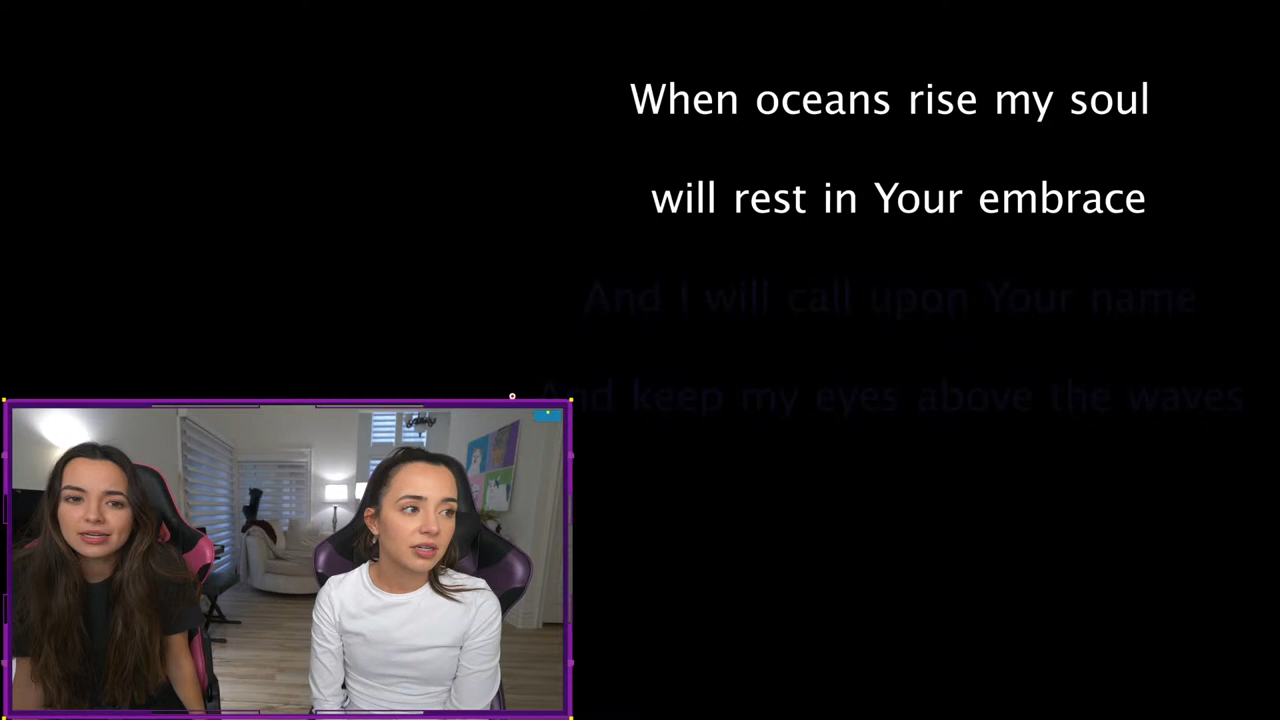 When oceans rise my soul
will rest in Your embrace
And I will call upon Your name
And keep my eyes above the waves